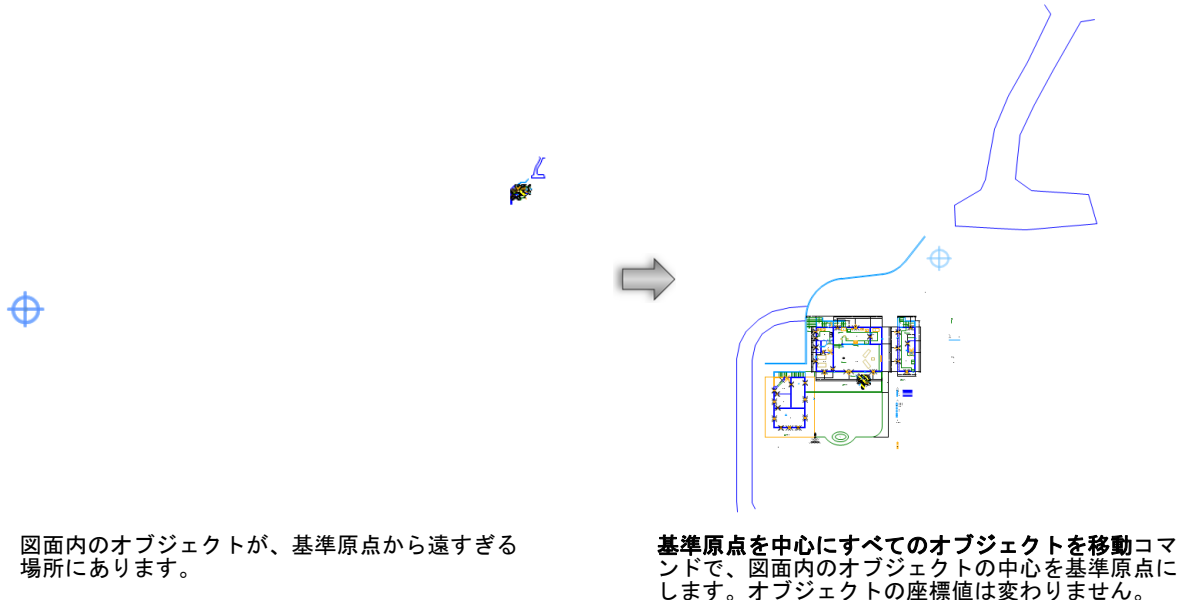 図面内のオブジェクトが、基準原点から遠すぎる
場所にあります。
基準原点を中心にすべてのオブジェクトを移動コマ
ンドで、図面内のオブジェクトの中心を基準原点に
します。オブジェクトの座標値は変わりません。